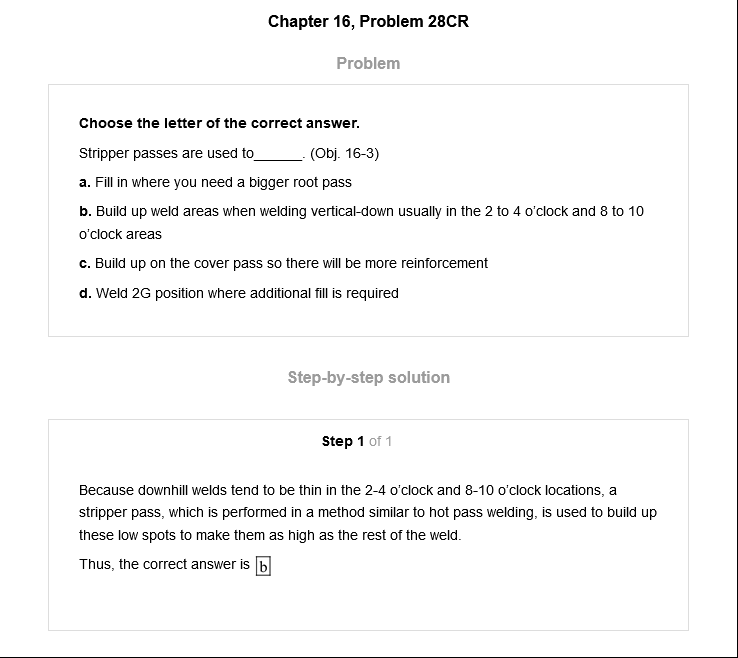 Chapter 16, Problem 28CR
Problem
Choose the letter of the correct answer.
Stripper passes are used to______. (Obj. 16-3)
a. Fill in where you need a bigger root pass
b. Build up weld areas when welding vertical-down usually in the 2 to 4 o'clock and 8 to 10
o'clock areas
c. Build up on the cover pass so there will be more reinforcement
d. Weld 2G position where additional fill is required
Step-by-step solution
Step 1 of 1
Because downhill welds tend to be thin in the 2-4 o'clock and 8-10 o'clock locations, a
stripper pass, which is performed in a method similar to hot pass welding, is used to build up
these low spots to make them as high as the rest of the weld.
Thus, the correct answer is b